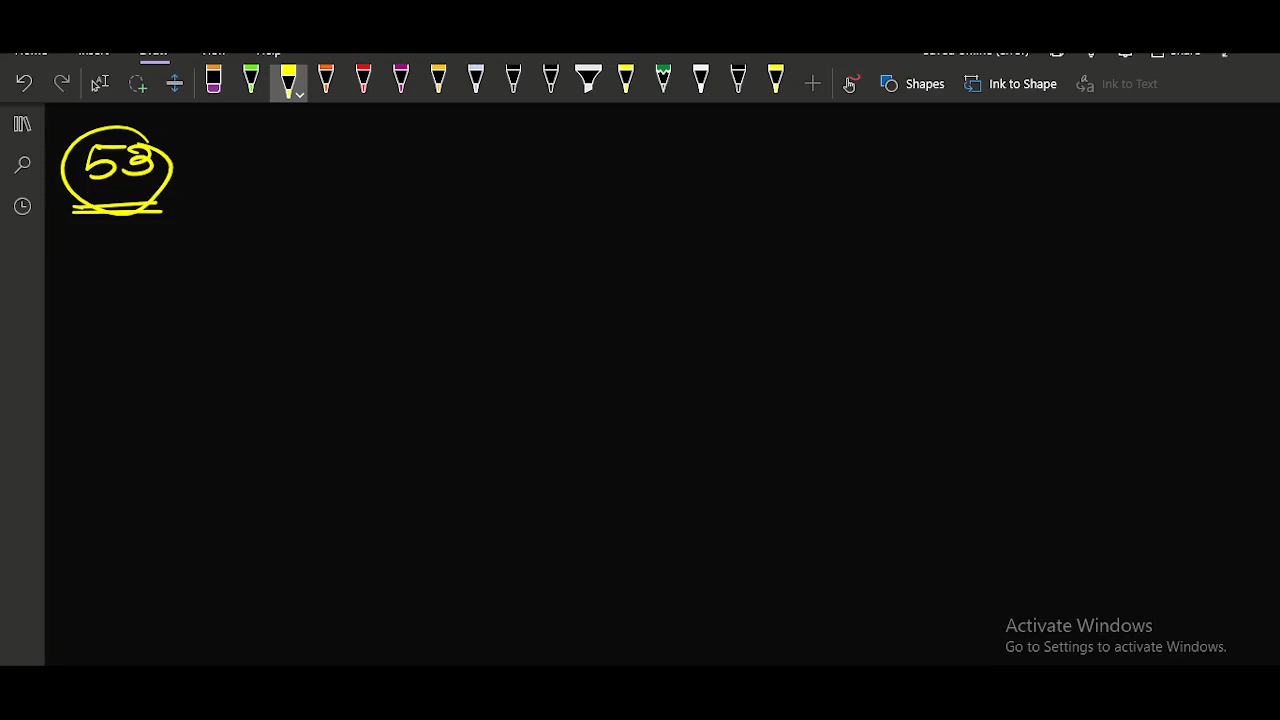 Shapes
Ink to Shape
Ink to Text
53
Activate Windows
Go to Settings to activate Windows.